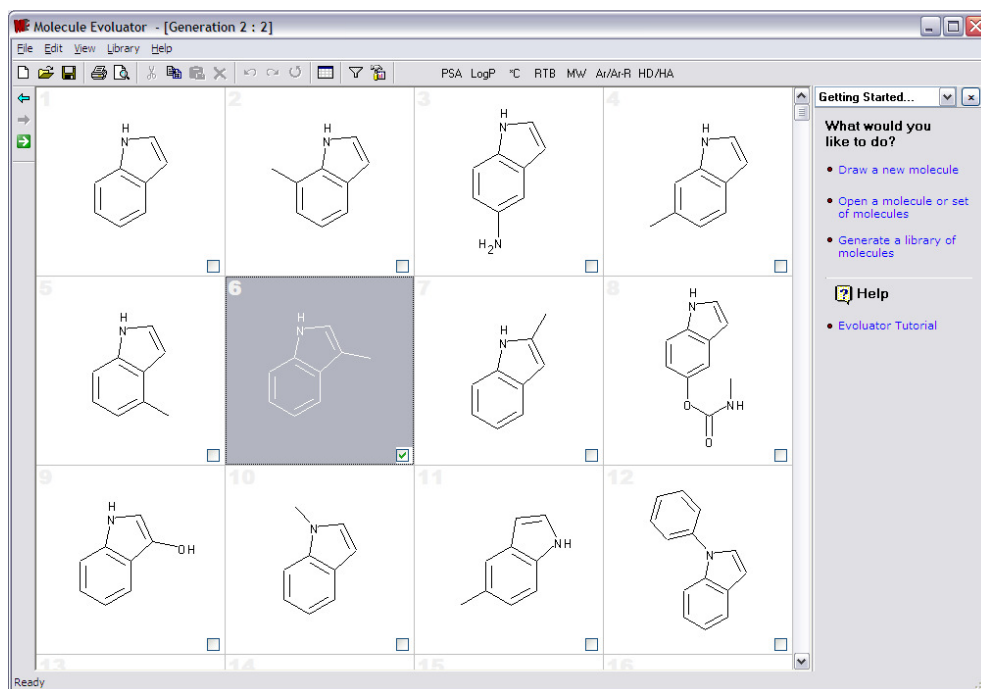 Molecule Evoluator - [Generation 2 : 2]
File Edit View Library Help
PSA LogP °C RTB MW Ar/Ar-R HD/HA
Getting Started...
What would you
like to do?
Draw a new molecule
Open a molecule or set
of molecules
Generate a library of
molecules
? Help
Evoluator Tutorial
1
H
N
2
H
N
3
H
N
H2N
4
H
N
5
H
N
6
H
N
7
H
N
8
H
N
O
NH
O
9
H
N
OH
10
N
11
NH
12
N
13
14
15
16
Ready